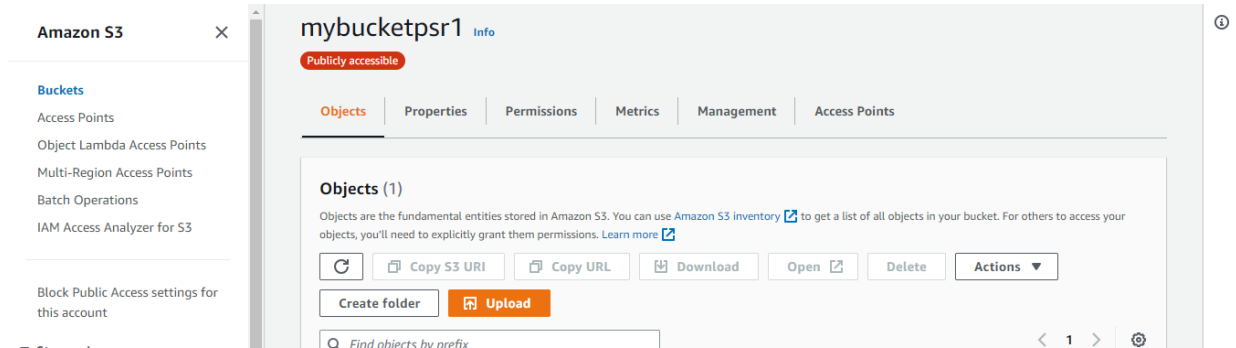 Amazon S3
Buckets
Access Points
Object Lambda Access Points
Multi-Region Access Points
Batch Operations
IAM Access Analyzer for S3
Block Public Access settings for
this account
mybucketpsr1 Info
Publicly accessible
Objects Properties Permissions Metrics Management Access Points
Objects (1)
Objects are the fundamental entities stored in Amazon S3. You can use Amazon S3 inventory to get a list of all objects in your bucket. For others to access your
objects, you'll need to explicitly grant them permissions. Learn more
Copy S3 URI Copy URL Download Open Delete Actions
Create folder Upload
Find objects by prefix
1